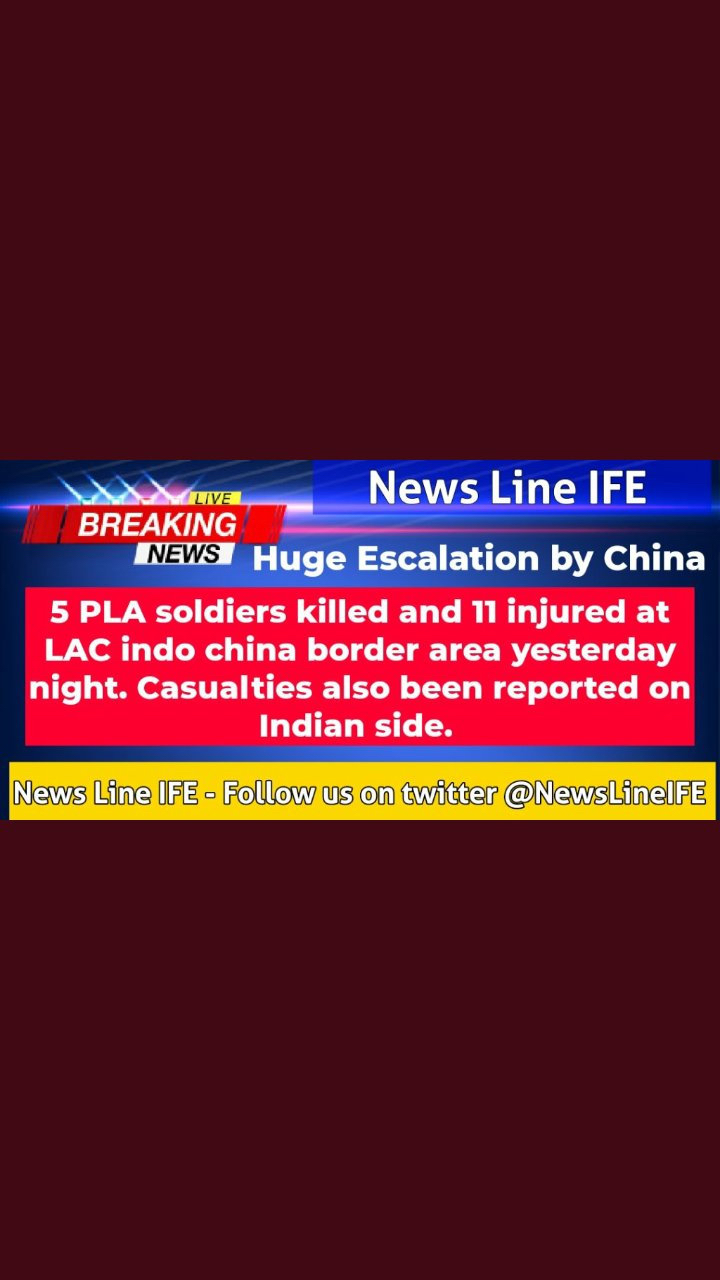 News Line IFE
LIVE
BREAKING
NEWS
Huge Escalation by China
5 PLA soldiers killed and 11 injured at
LAC indo china border area yesterday
night. Casualties also been reported on
Indian side.
News Line IFE - Follow us on twitter @NewsLineIFE